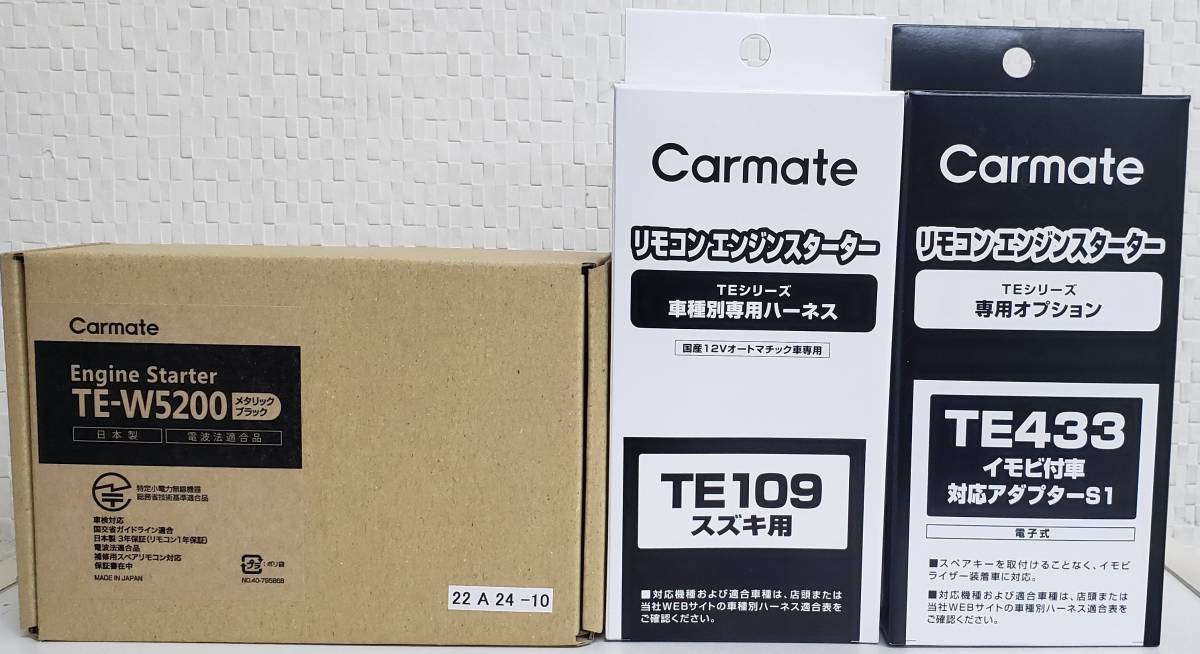 Carmate
Engine Starter
TE-W5200
メタリック
ブラック
日本製
電波法適合品
特定小電力無線機器
総務省技術基準適合品
車検対応
国交省ガイドライン適合
日本製 3年保証(リモコン1年保証)
電波法適合品
補修用スペアリモコン対応
保証書在中
MADE IN JAPAN
プラ
:ポリ袋
NO.40-795868
22 A 24 -10
Carmate
リモコンエンジンスターター
TEシリーズ
車種別専用ハーネス
国産12Vオートマチック車専用
TE109
スズキ用
■対応機種および適合車種は、店頭または
当社WEBサイトの車種別ハーネス適合表を
ご確認ください。
Carmate
リモコンエンジンスターター
TEシリーズ
専用オプション
TE433
イモビ付車
対応アダプターS1
電子式
■スペアキーを取付けることなく、イモビ
ライザー装着車に対応。
■対応機種および適合車種は、店頭または
当社WEBサイトの車種別ハーネス適合表を
ご確認ください。